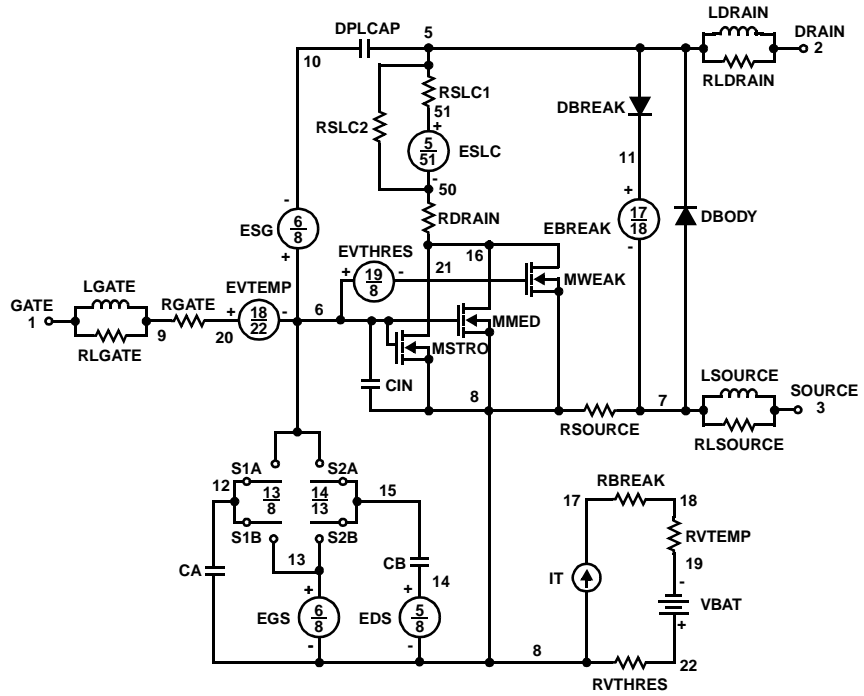 LDRAIN
DPLCAP
5
DRAIN
2
10
RLDRAIN
RSLC1
51
DBREAK
RSLC2
+
5
51
ESLC
11
-
50
-
+
17
18
EBREAK
DBODY
RDRAIN
6
8
ESG
EVTHRES
16
-
+
+
19
8
-
21
MWEAK
LGATE
EVTEMP
GATE
1
RGATE
+
18
22
-
6
MMED
9
20
MSTRO
RLGATE
LSOURCE
CIN
8
7
SOURCE
3
RSOURCE
RLSOURCE
S1A
S2A
12
13
8
14
13
15
RBREAK
17
18
S1B
S2B
RVTEMP
13
CB
19
CA
14
IT
-
+
+
VBAT
EGS
6
8
EDS
5
8
+
-
-
8
22
RVTHRES